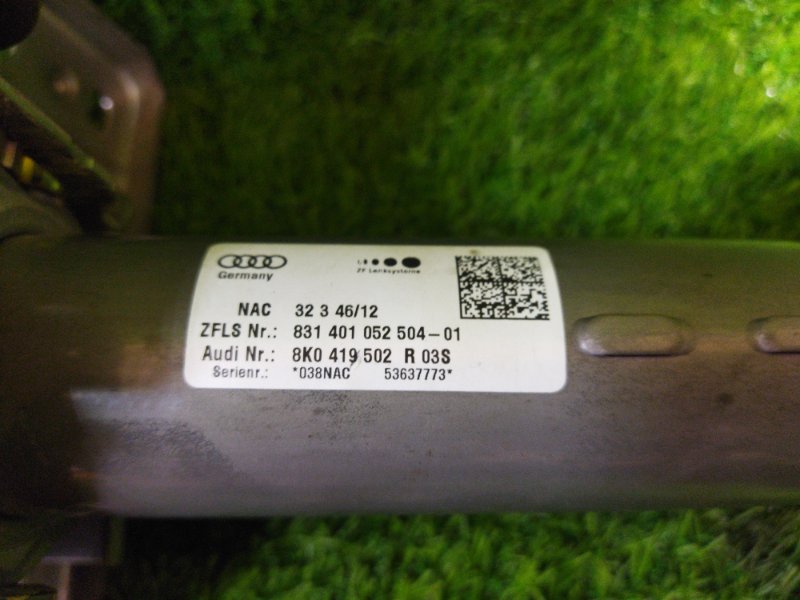 Germany
ZF Lenksysteme
NAC 32 3 46/12
ZFLS Nr.: 831 401 052 504-01
Audi Nr.: 8K0 419 502 R 03S
Serienr.: *038NAC 53637773*